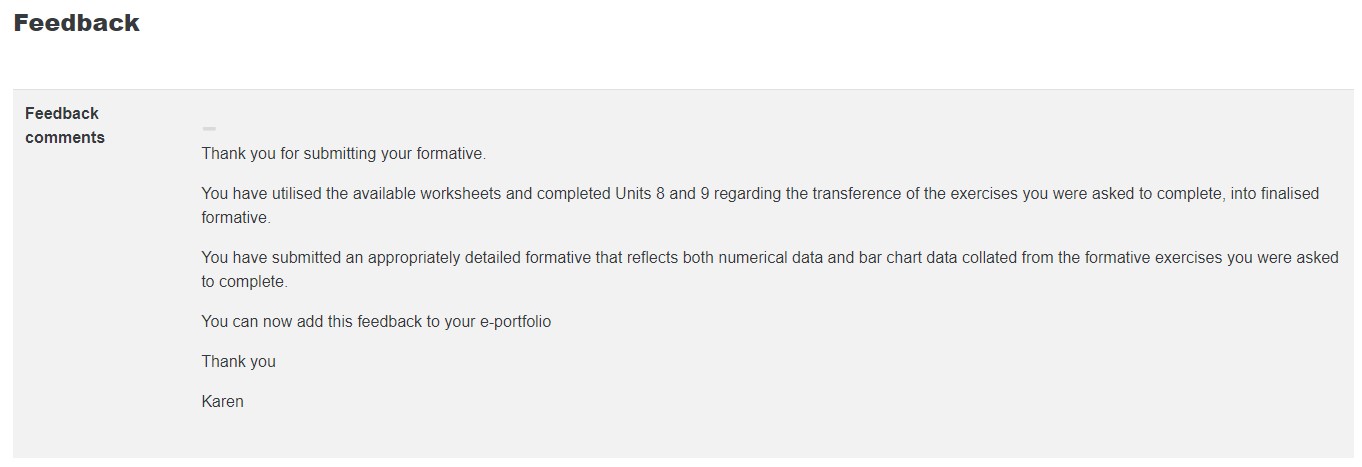 Feedback
Feedback
comments
Thank you for submitting your formative.
You have utilised the available worksheets and completed Units 8 and 9 regarding the transference of the exercises you were asked to complete, into finalised
formative.
You have submitted an appropriately detailed formative that reflects both numerical data and bar chart data collated from the formative exercises you were asked
to complete.
You can now add this feedback to your e-portfolio
Thank you
Karen